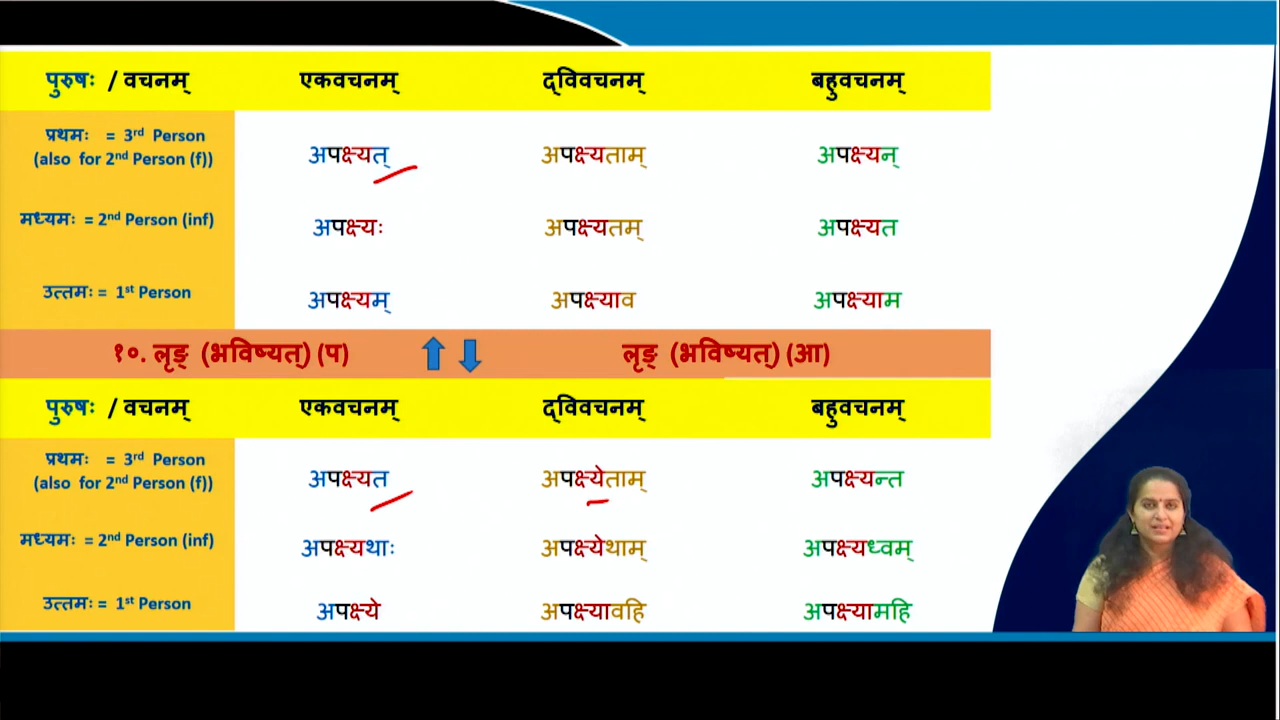 पुरुषः / वचनम् एकवचनम् द्विवचनम् बहुवचनम्
प्रथमः = 3rd Person
(also for 2nd Person (f)) अपक्ष्यत् अपक्ष्यताम् अपक्ष्यन्
मध्यमः = 2nd Person (inf) अपक्ष्यः अपक्ष्यतम् अपक्ष्यत
उत्तमः = 1st Person अपक्ष्यम् अपक्ष्याव अपक्ष्याम
१०. लृङ् (भविष्यत्) (प) लृङ् (भविष्यत्) (आ)
पुरुषः / वचनम् एकवचनम् द्विवचनम् बहुवचनम्
प्रथमः = 3rd Person
(also for 2nd Person (f)) अपक्ष्यत अपक्ष्येताम् अपक्ष्यन्त
मध्यमः = 2nd Person (inf) अपक्ष्यथाः अपक्ष्येथाम् अपक्ष्यध्वम्
उत्तमः = 1st Person अपक्ष्ये अपक्ष्यावहि अपक्ष्यामहि